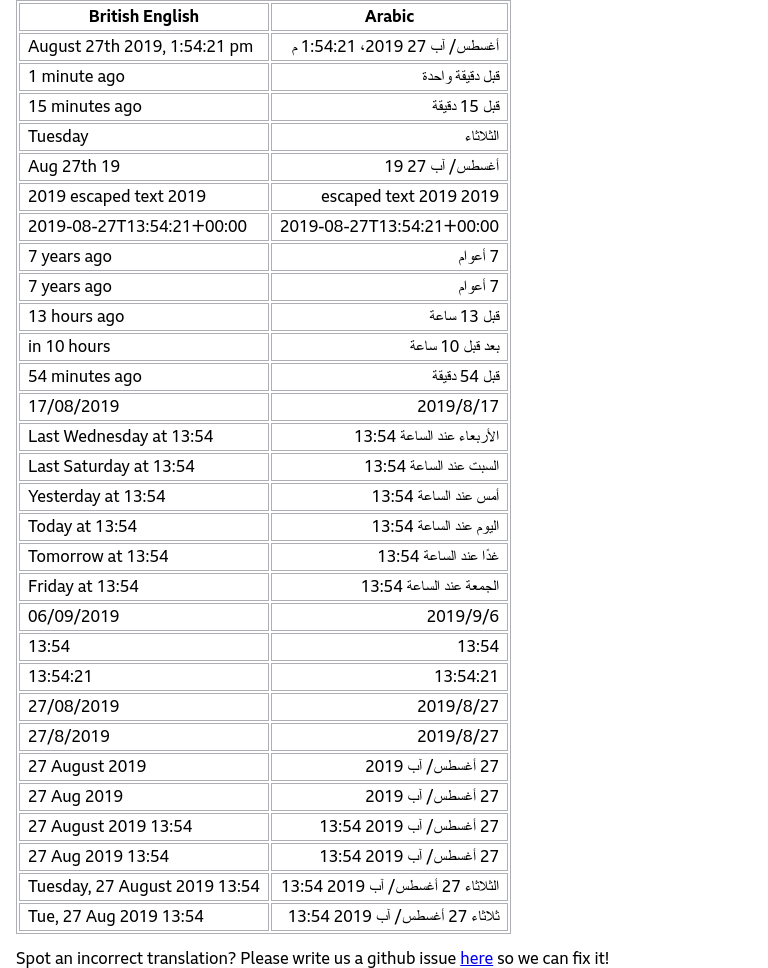 British English Arabic
August 27th 2019, 1:54:21 pm أغسطس/ آب 27 2019، 1:54:21 م
1 minute ago قبل دقيقة واحدة
15 minutes ago قبل 15 دقيقة
Tuesday الثلاثاء
Aug 27th 19 أغسطس/ آب 27 19
2019 escaped text 2019 2019 escaped text 2019
2019-08-27T13:54:21+00:00 2019-08-27T13:54:21+00:00
7 years ago 7 أعوام
7 years ago 7 أعوام
13 hours ago قبل 13 ساعة
in 10 hours بعد قبل 10 ساعة
54 minutes ago قبل 54 دقيقة
17/08/2019 2019/8/17
Last Wednesday at 13:54 الأربعاء عند الساعة 13:54
Last Saturday at 13:54 السبت عند الساعة 13:54
Yesterday at 13:54 أمس عند الساعة 13:54
Today at 13:54 اليوم عند الساعة 13:54
Tomorrow at 13:54 غدًا عند الساعة 13:54
Friday at 13:54 الجمعة عند الساعة 13:54
06/09/2019 2019/9/6
13:54 13:54
13:54:21 13:54:21
27/08/2019 2019/8/27
27/8/2019 2019/8/27
27 August 2019 27 أغسطس/ آب 2019
27 Aug 2019 27 أغسطس/ آب 2019
27 August 2019 13:54 27 أغسطس/ آب 2019 13:54
27 Aug 2019 13:54 27 أغسطس/ آب 2019 13:54
Tuesday, 27 August 2019 13:54 الثلاثاء 27 أغسطس/ آب 2019 13:54
Tue, 27 Aug 2019 13:54 ثلاثاء 27 أغسطس/ آب 2019 13:54
Spot an incorrect translation? Please write us a github issue here so we can fix it!